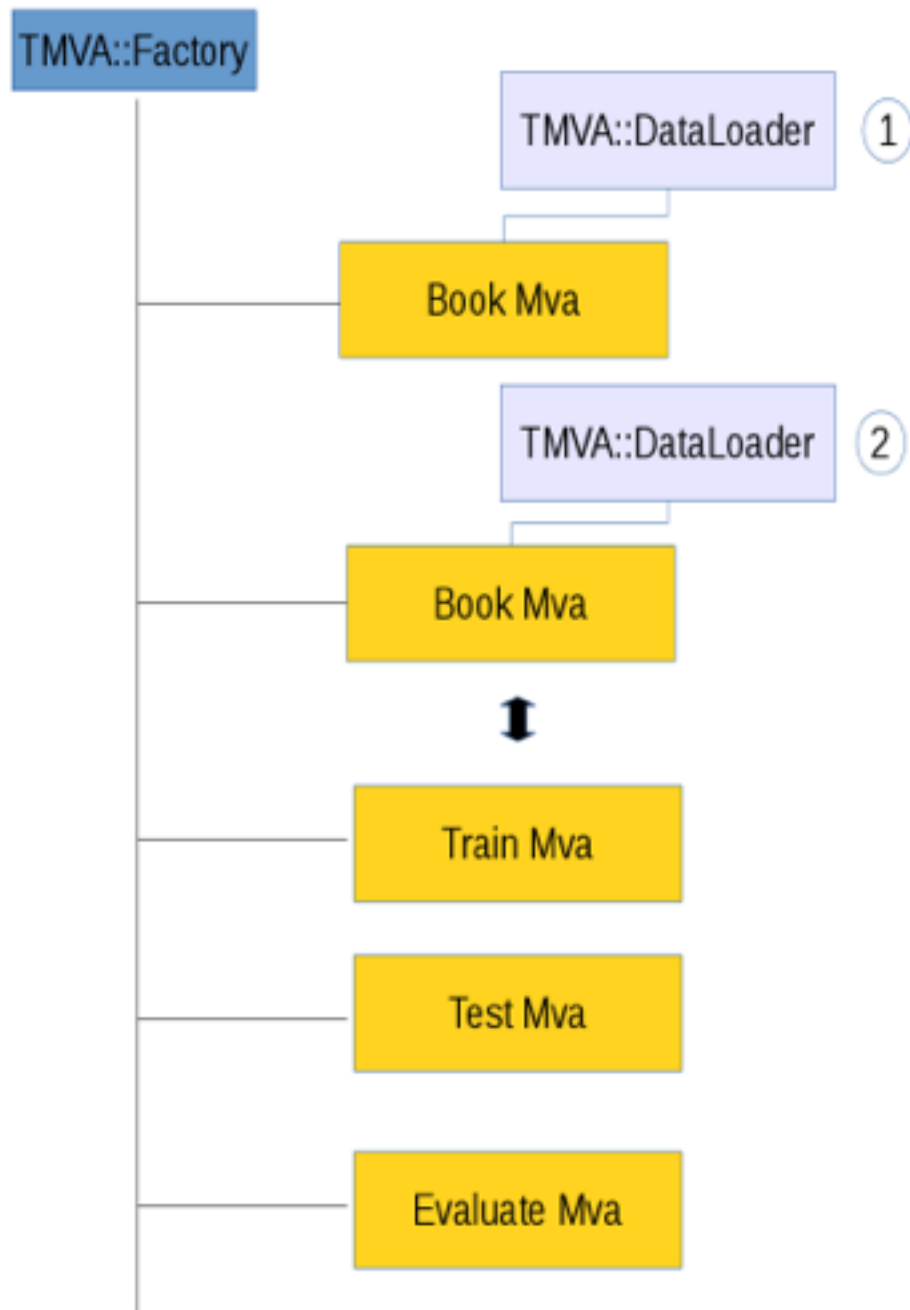 TMVA::Factory
TMVA::DataLoader 1
Book Mva
TMVA::DataLoader 2
Book Mva
Train Mva
Test Mva
Evaluate Mva